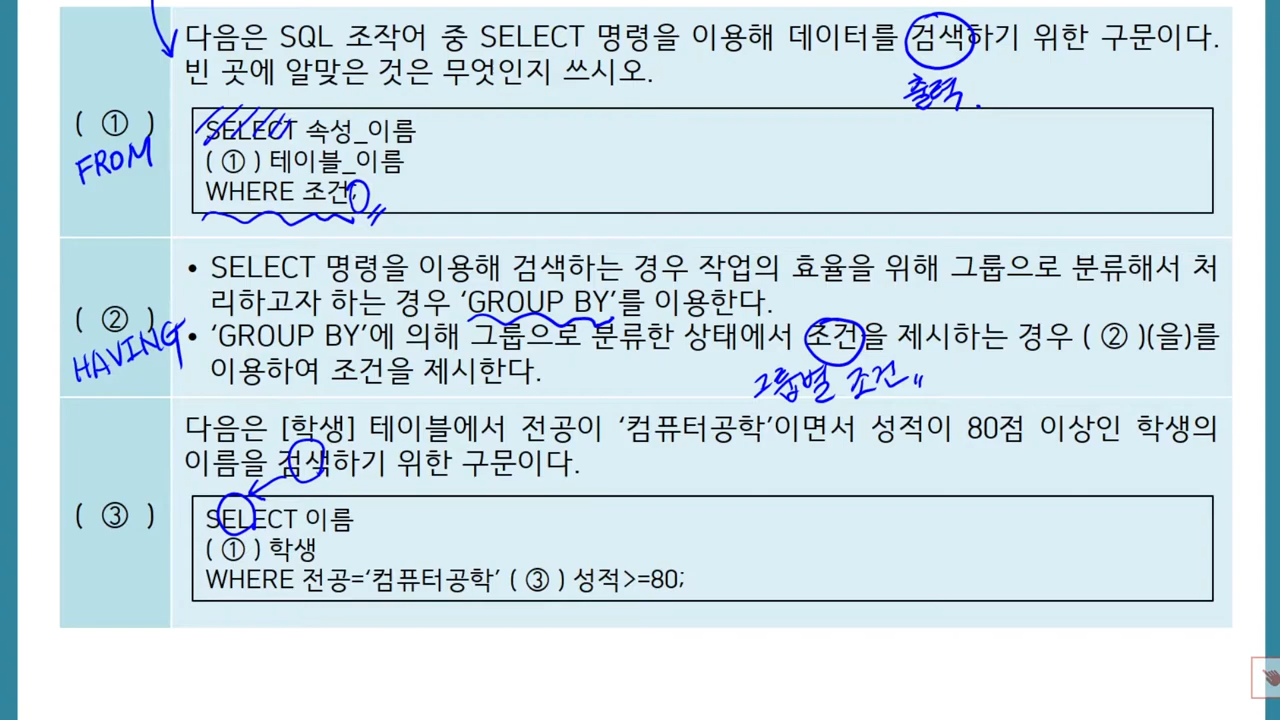 다음은 SQL 조작어 중 SELECT 명령을 이용해 데이터를 검색하기 위한 구문이다.
빈 곳에 알맞은 것은 무엇인지 쓰시오.
출력.
( ① )
FROM
SELECT 속성_이름
( ① ) 테이블_이름
WHERE 조건;
( ② )
HAVING
• SELECT 명령을 이용해 검색하는 경우 작업의 효율을 위해 그룹으로 분류해서 처
리하고자 하는 경우 ‘GROUP BY’를 이용한다.
• ‘GROUP BY’에 의해 그룹으로 분류한 상태에서 조건을 제시하는 경우 ( ② )(을)를
이용하여 조건을 제시한다.
그룹별 조건
다음은 [학생] 테이블에서 전공이 ‘컴퓨터공학’이면서 성적이 80점 이상인 학생의
이름을 검색하기 위한 구문이다.
( ③ )
SELECT 이름
( ① ) 학생
WHERE 전공=‘컴퓨터공학’ ( ③ ) 성적>=80;